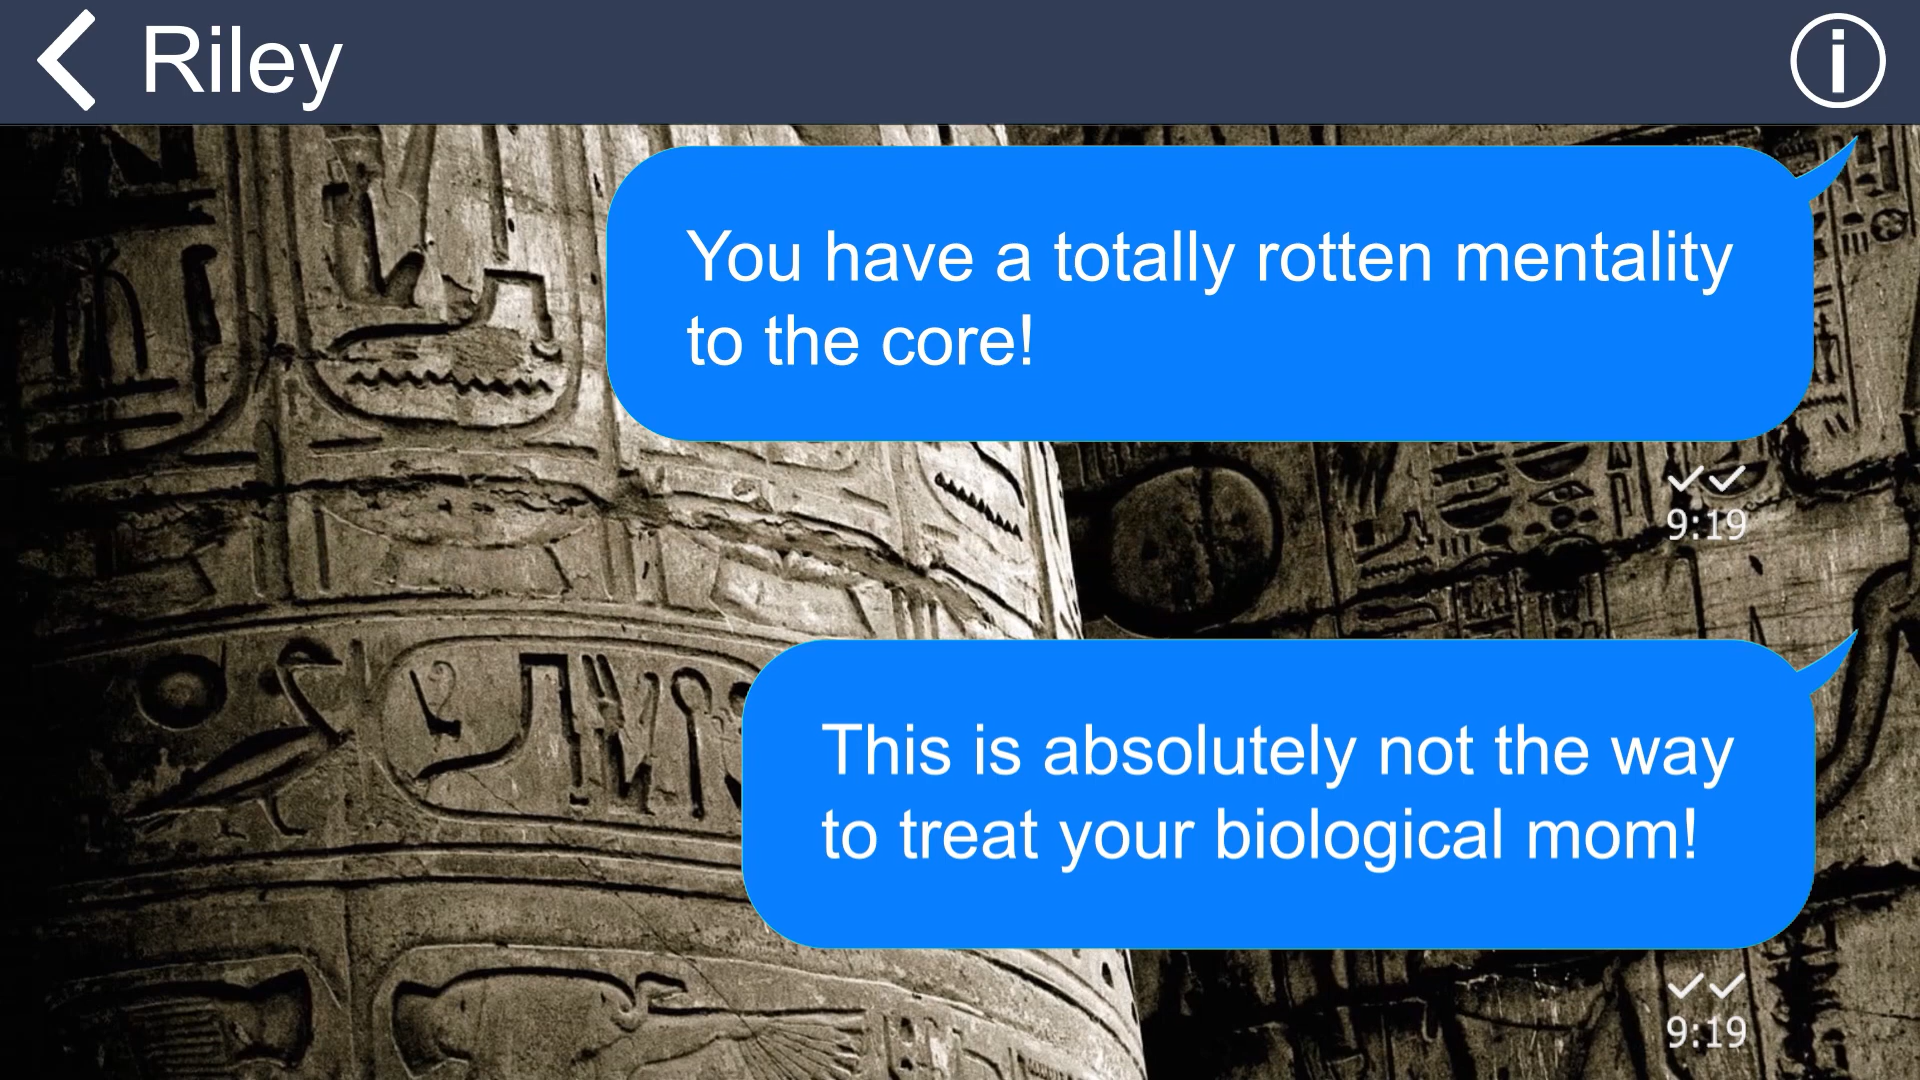 Riley
You have a totally rotten mentality
to the core!
9:19
This is absolutely not the way
to treat your biological mom!
9:19